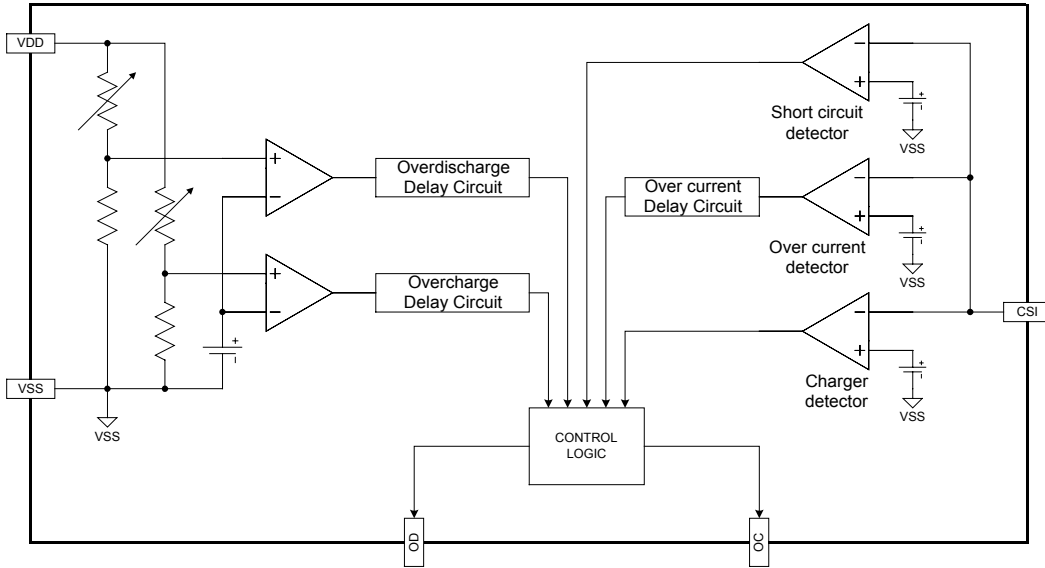 VDD
+
-
Short circuit
detector
+
-
VSS
Overdischarge
Delay Circuit
+
-
Over current
Delay Circuit
-
+
Over current
detector
+
-
VSS
Overcharge
Delay Circuit
+
-
+
-
CSI
-
+
Charger
detector
+
-
VSS
VSS
VSS
CONTROL
LOGIC
OD
OC